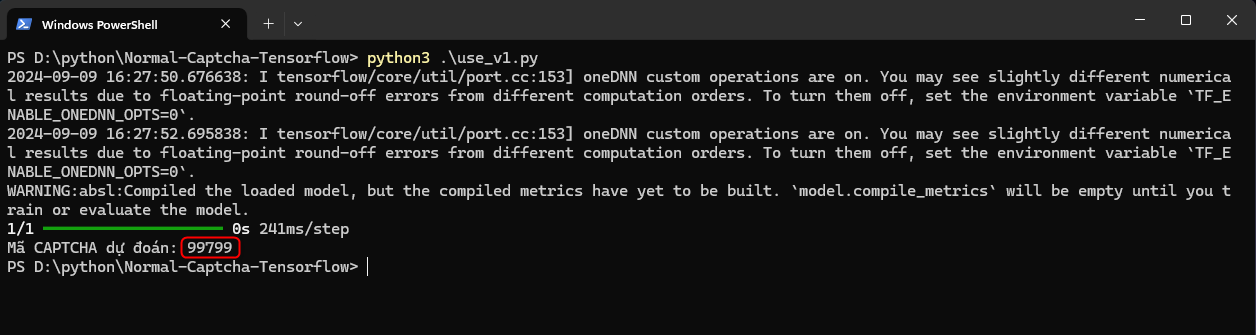 Windows PowerShell
PS D:\python\Normal-Captcha-Tensorflow> python3 .\use_v1.py
2024-09-09 16:27:50.676638: I tensorflow/core/util/port.cc:153] oneDNN custom operations are on. You may see slightly different numerica
l results due to floating-point round-off errors from different computation orders. To turn them off, set the environment variable `TF_E
NABLE_ONEDNN_OPTS=0`.
2024-09-09 16:27:52.695838: I tensorflow/core/util/port.cc:153] oneDNN custom operations are on. You may see slightly different numerica
l results due to floating-point round-off errors from different computation orders. To turn them off, set the environment variable `TF_E
NABLE_ONEDNN_OPTS=0`.
WARNING:absl:Compiled the loaded model, but the compiled metrics have yet to be built. `model.compile_metrics` will be empty until you t
rain or evaluate the model.
1/1 ━━━━━━━━━━━━━━━━━━━━ 0s 241ms/step
Mã CAPTCHA dự đoán: 99799
PS D:\python\Normal-Captcha-Tensorflow>